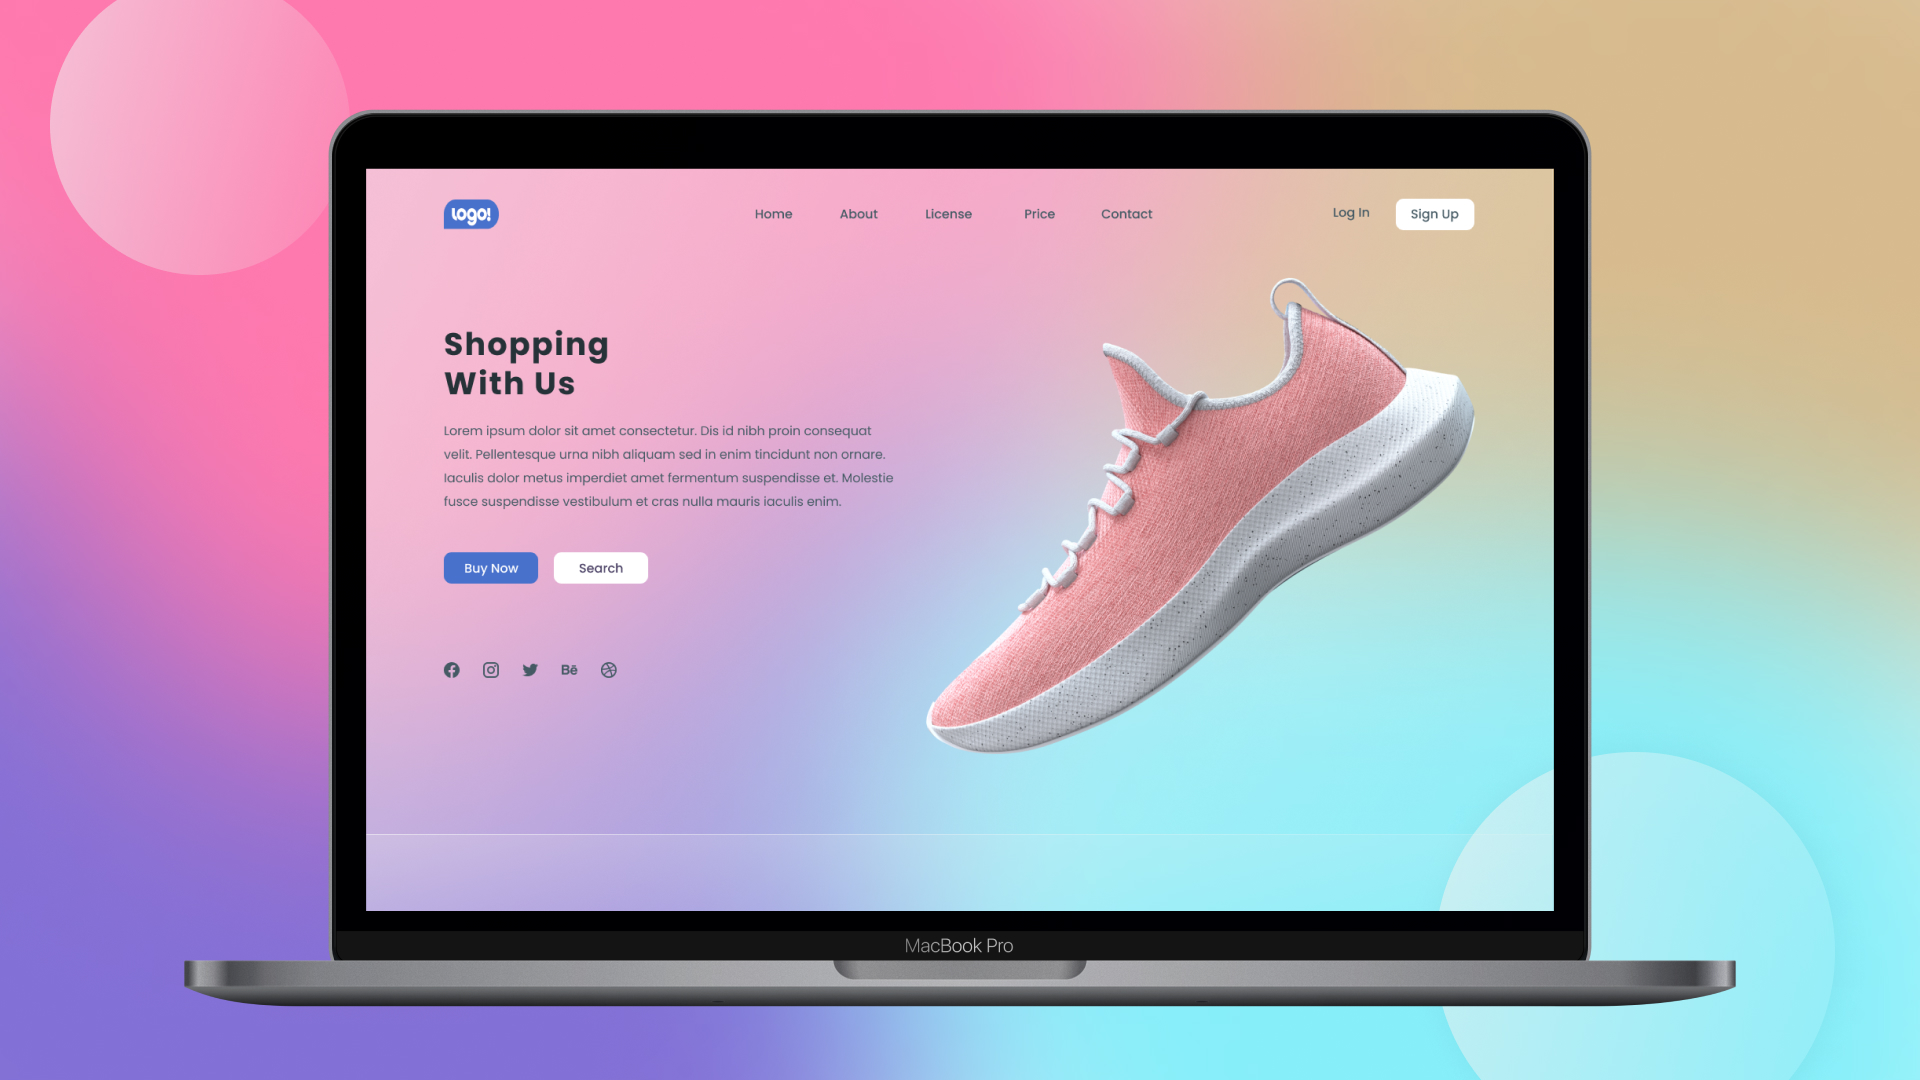 logo!
Home About License Price Contact
Log In Sign Up
Shopping
With Us
Lorem ipsum dolor sit amet consectetur. Dis id nibh proin consequat
velit. Pellentesque urna nibh aliquam sed in enim tincidunt non ornare.
Iaculis dolor metus imperdiet amet fermentum suspendisse et. Molestie
fusce suspendisse vestibulum et cras nulla mauris iaculis enim.
Buy Now Search
Bē
MacBook Pro